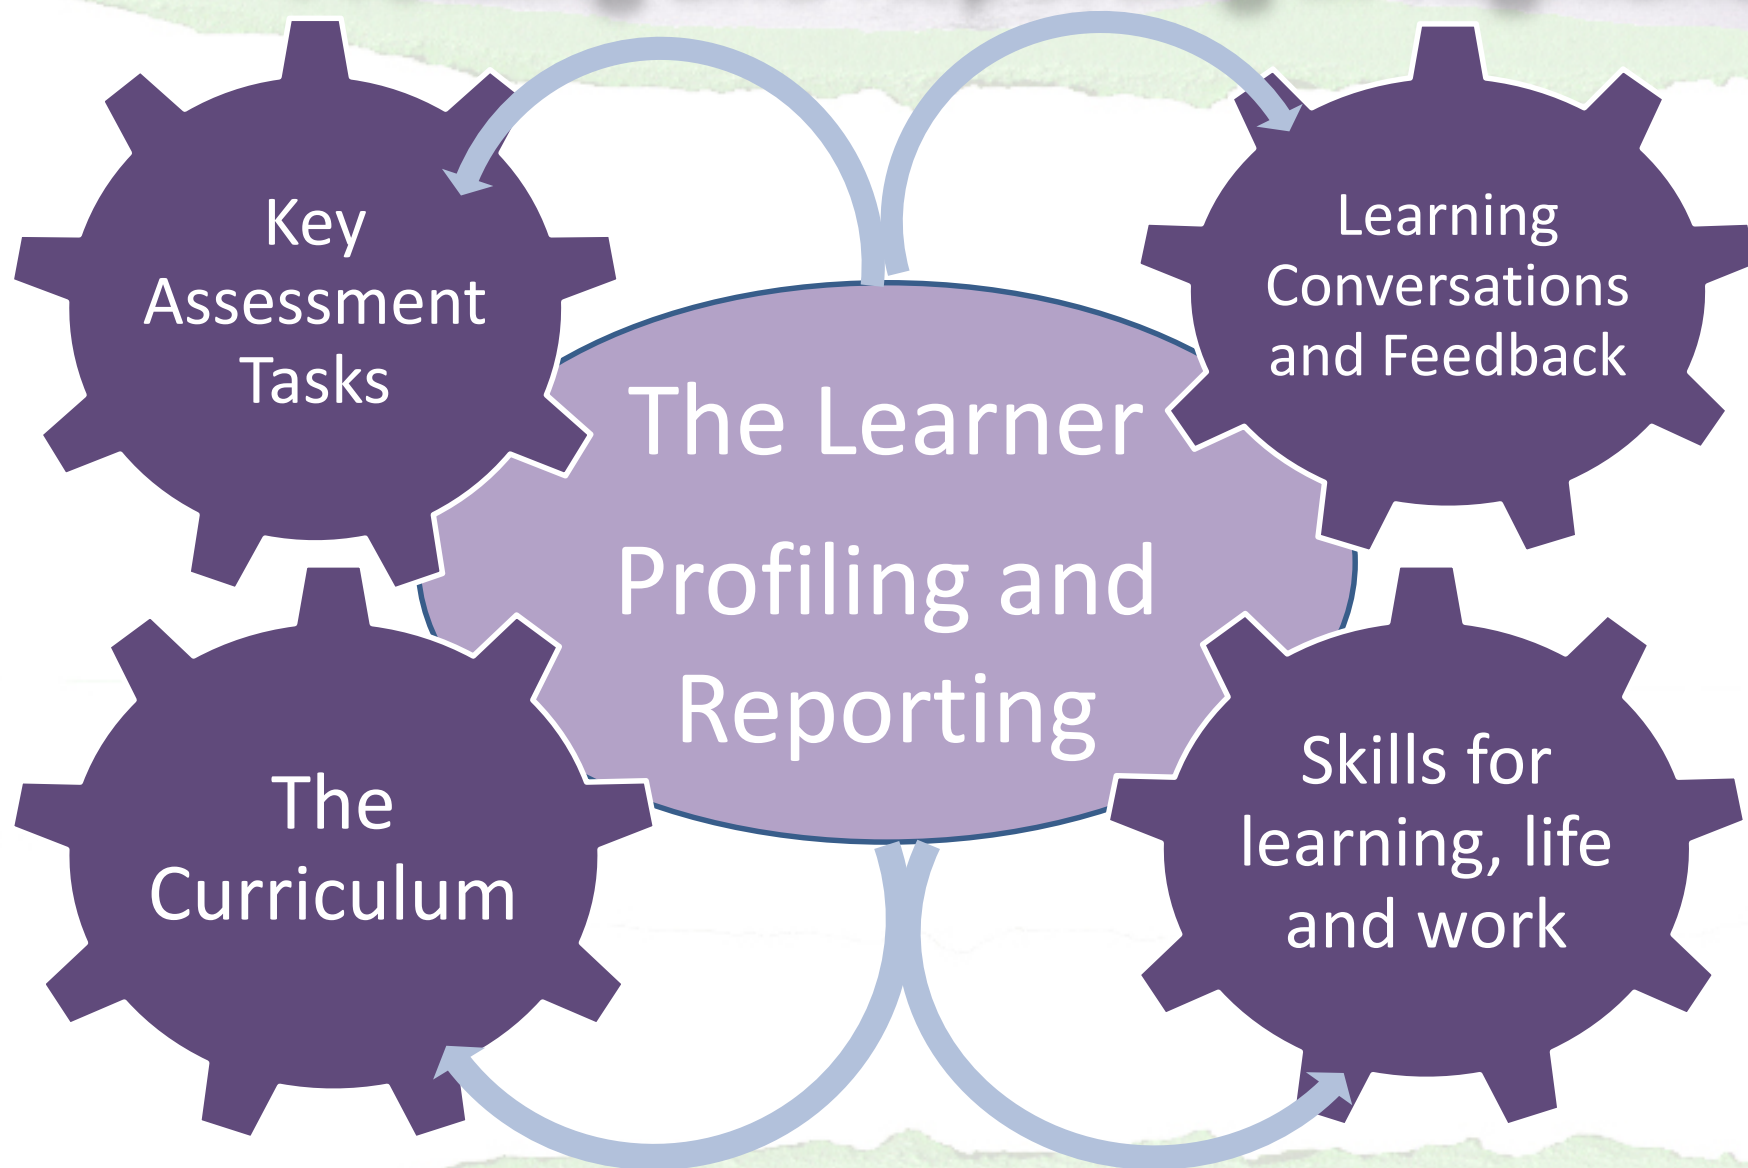 Key
Assessment
Tasks
Learning
Conversations
and Feedback
The Learner
Profiling and
Reporting
The
Curriculum
Skills for
learning, life
and work